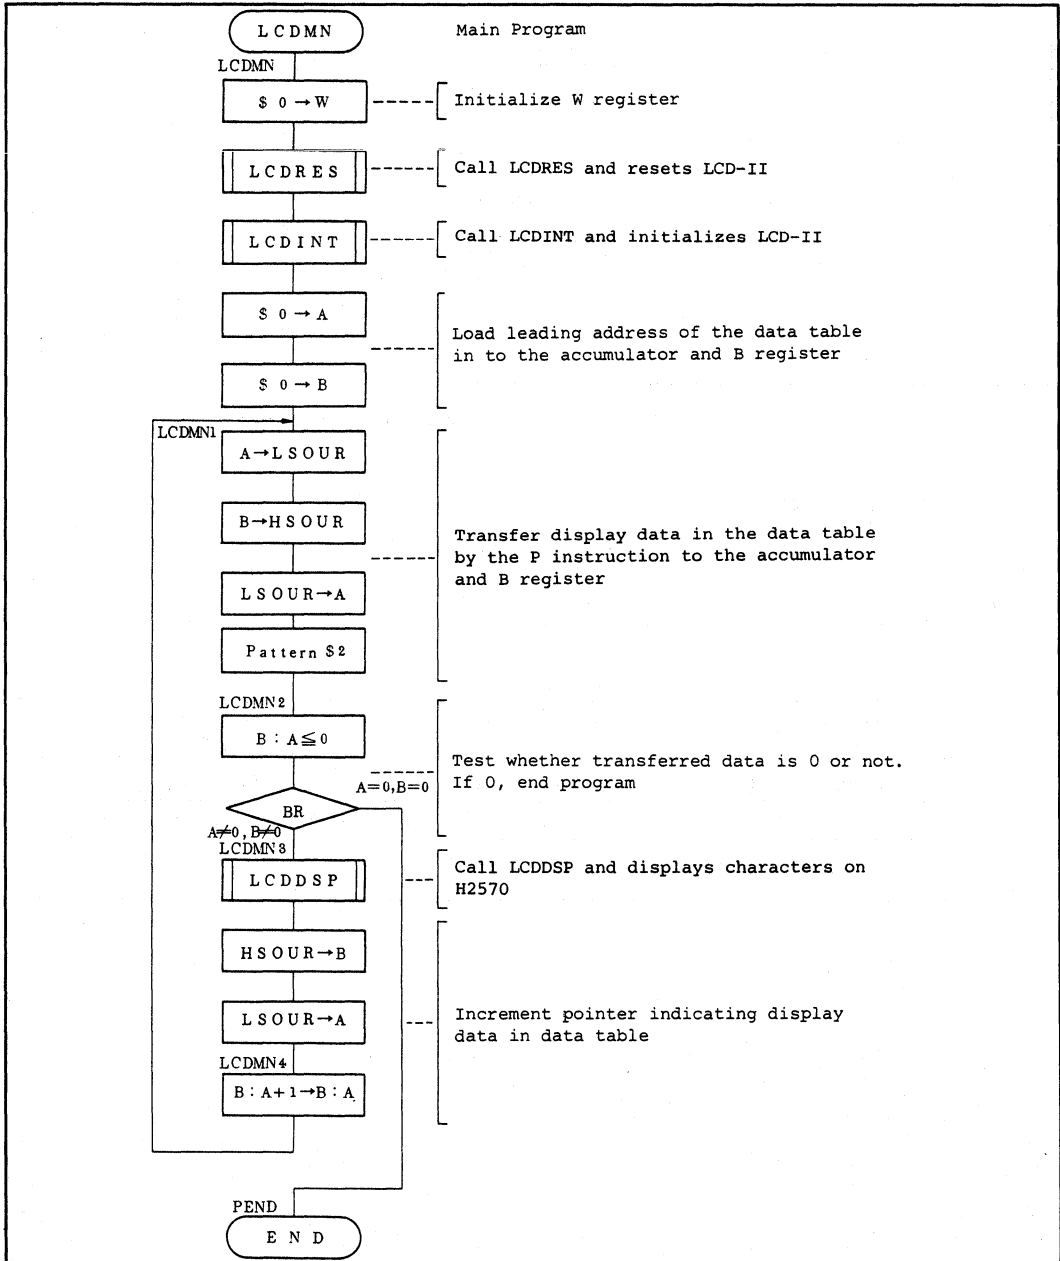 LCDMN
Main Program
LCDMN
$ 0→W
Initialize W register
LCDRES
Call LCDRES and resets LCD-II
LCDINT
Call LCDINT and initializes LCD-II
$ 0→A
Load leading address of the data table
in to the accumulator and B register
$ 0→B
LCDMN1
A→LSOUR
B→HSOUR
Transfer display data in the data table
by the P instruction to the accumulator
and B register
LSOUR→A
Pattern $2
LCDMN2
B : A≦0
Test whether transferred data is 0 or not.
If 0, end program
A=0,B=0
BR
A≠0,B≠0
LCDMN3
LCDDSP
Call LCDDSP and displays characters on
H2570
HSOUR→B
LSOUR→A
Increment pointer indicating display
data in data table
LCDMN4
B : A+1→B : A
PEND
END